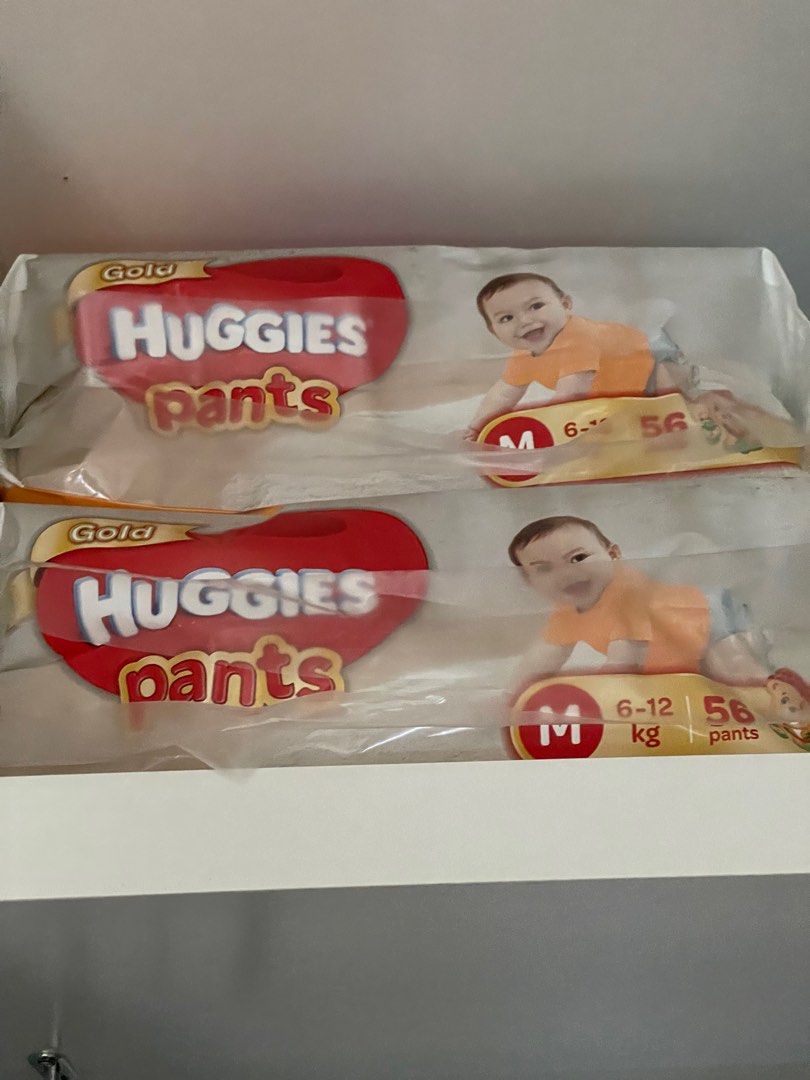 Gold
HUGGIES
pants
M 56
Gold
HUGGIES
pants
M 6-12 kg 56 pants